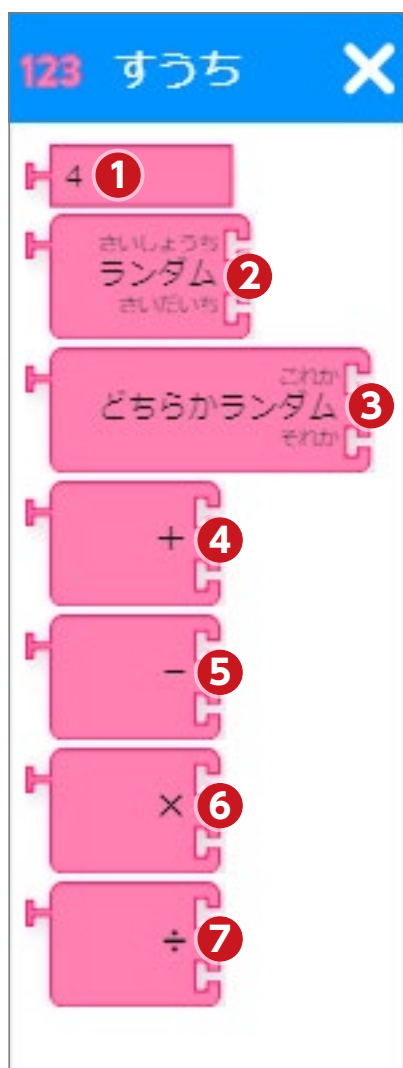 123 すうち ×
4 1
さいしょうち
ランダム 2
さいだいち
これか
どちらかランダム 3
それか
+ 4
− 5
× 6
÷ 7